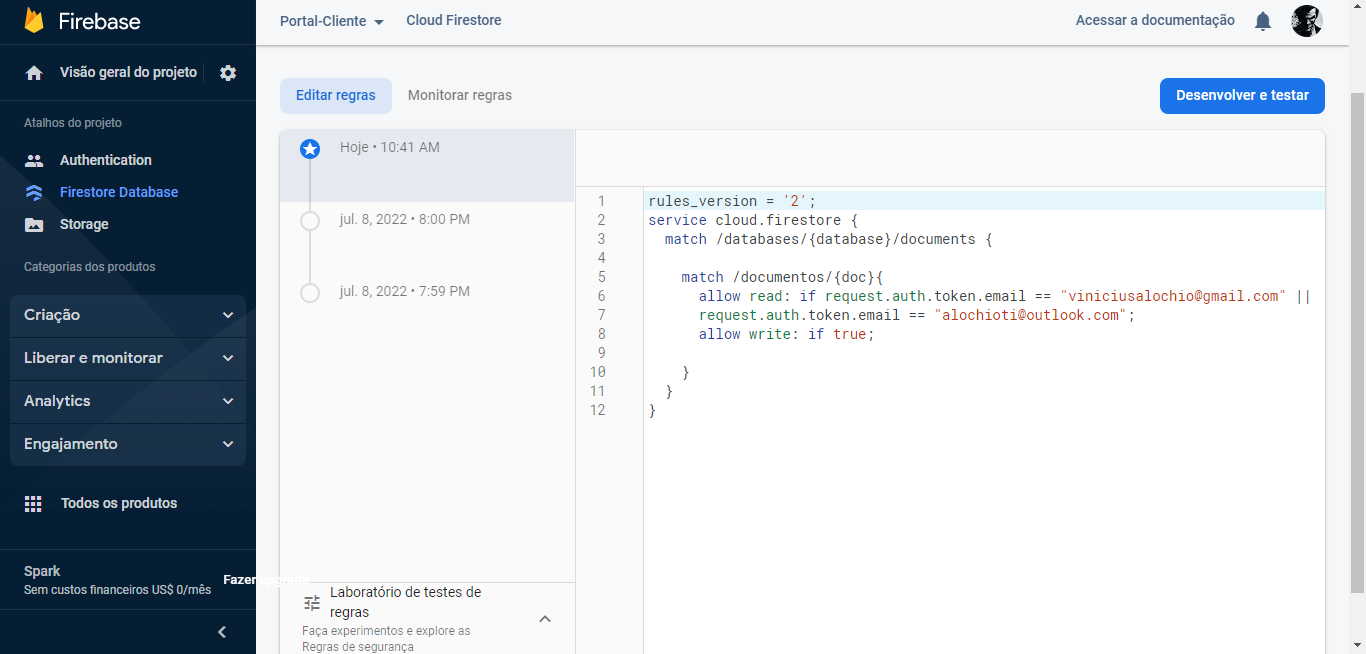 Firebase
Portal-Cliente
Cloud Firestore
Acessar a documentação
Visão geral do projeto
Atalhos do projeto
Authentication
Firestore Database
Storage
Categorias dos produtos
Criação
Liberar e monitorar
Analytics
Engajamento
Todos os produtos
Spark
Sem custos financeiros US$ 0/mês
Fazer upgrade
Editar regras
Monitorar regras
Desenvolver e testar
Hoje • 10:41 AM
jul. 8, 2022 • 8:00 PM
jul. 8, 2022 • 7:59 PM
Laboratório de testes de
regras
Faça experimentos e explore as
Regras de segurança
1 rules_version = '2';
2 service cloud.firestore {
3 match /databases/{database}/documents {
4
5 match /documentos/{doc}{
6 allow read: if request.auth.token.email == "viniciusalochio@gmail.com" ||
7 request.auth.token.email == "alochioti@outlook.com";
8 allow write: if true;
9
10 }
11 }
12 }